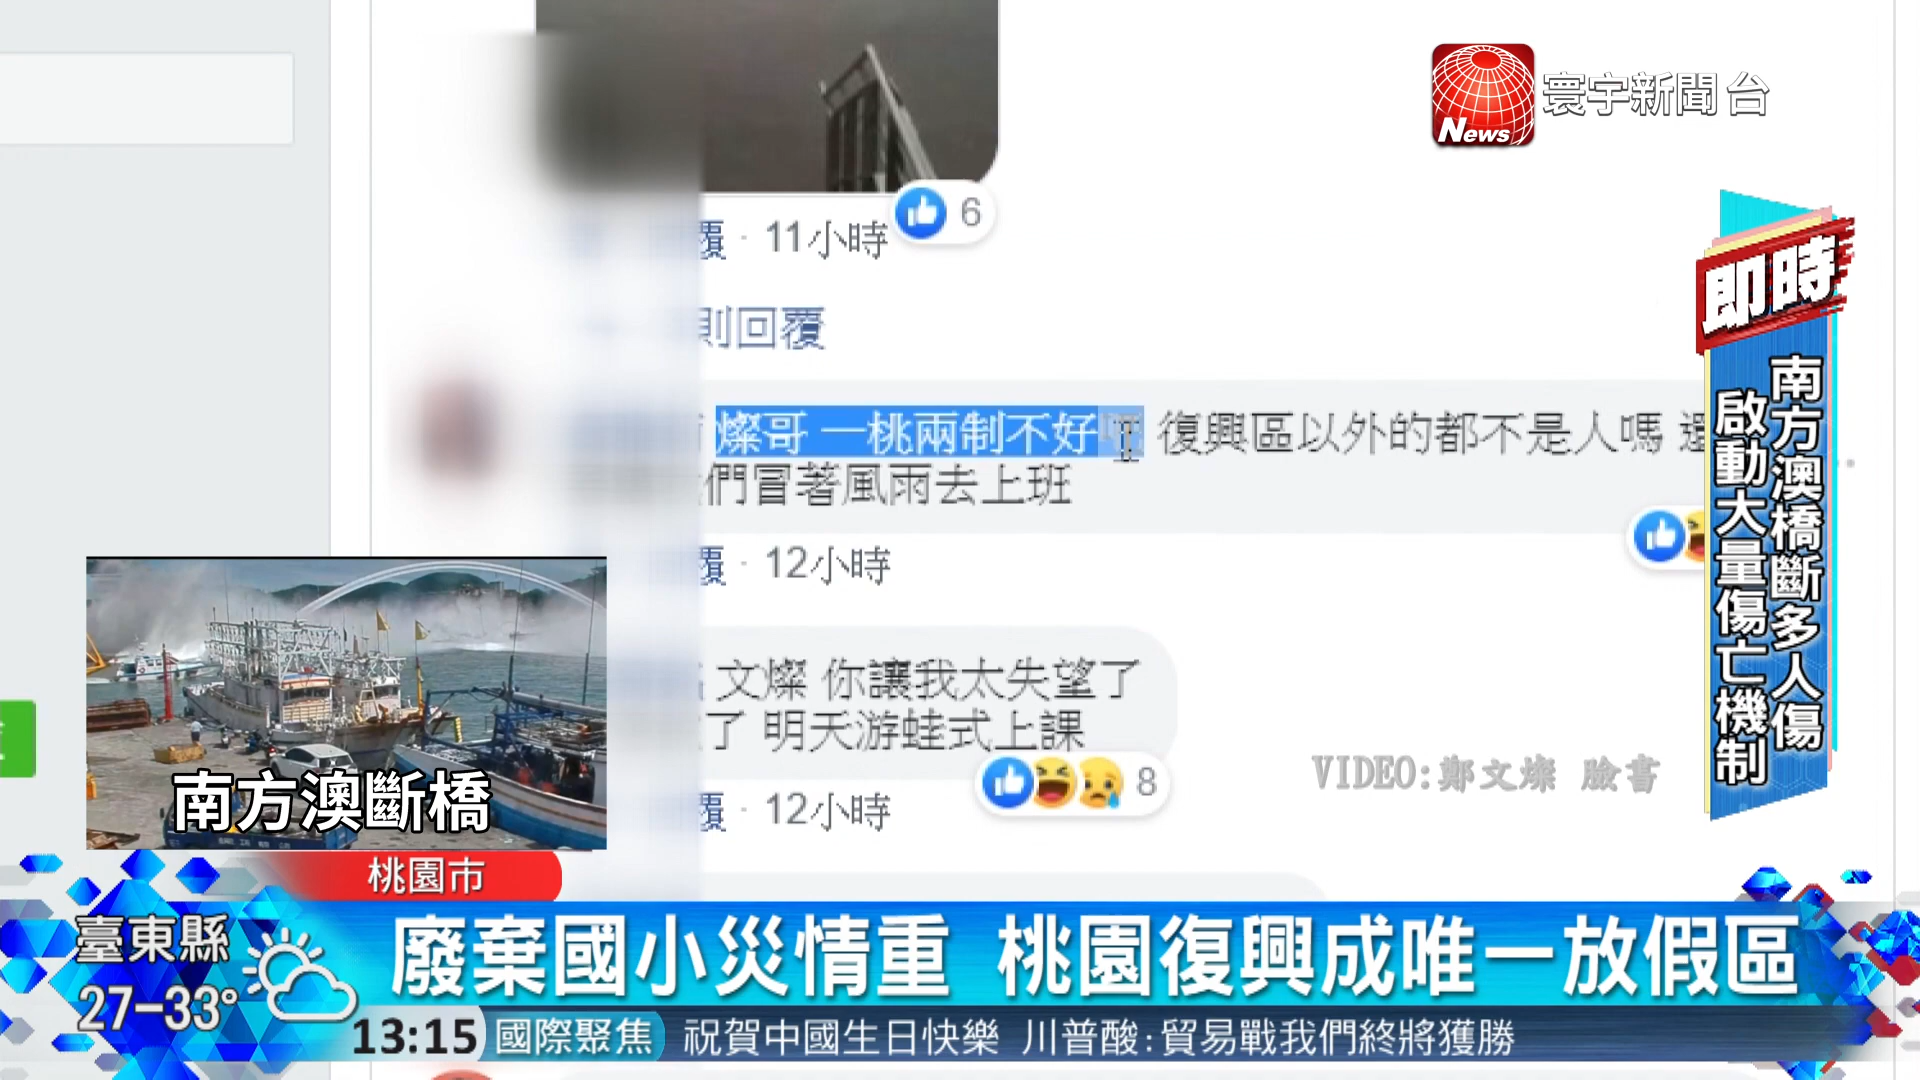 News
寰宇新聞台
6
覆 · 11小時
則回覆
燦哥 一桃兩制不好 復興區以外的都不是人嗎
們冒著風雨去上班
覆 · 12小時
文燦 你讓我太失望了
了 明天游蛙式上課
8
覆 · 12小時
VIDEO:鄭文燦 臉書
即時
南方澳橋斷多人傷
啟動大量傷亡機制
南方澳斷橋
桃園市
廢棄國小災情重 桃園復興成唯一放假區
臺東縣
27-33°
13:15
國際聚焦
祝賀中國生日快樂 川普酸:貿易戰我們終將獲勝